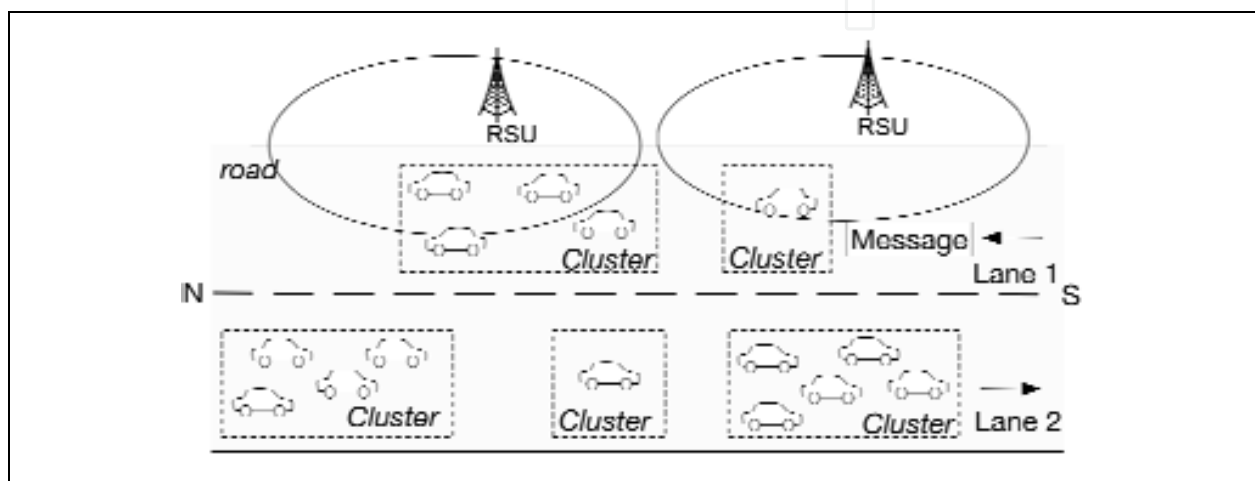 RSU
RSU
road
Cluster
Cluster
Message
Lane 1
N
S
Cluster
Cluster
Cluster
Lane 2